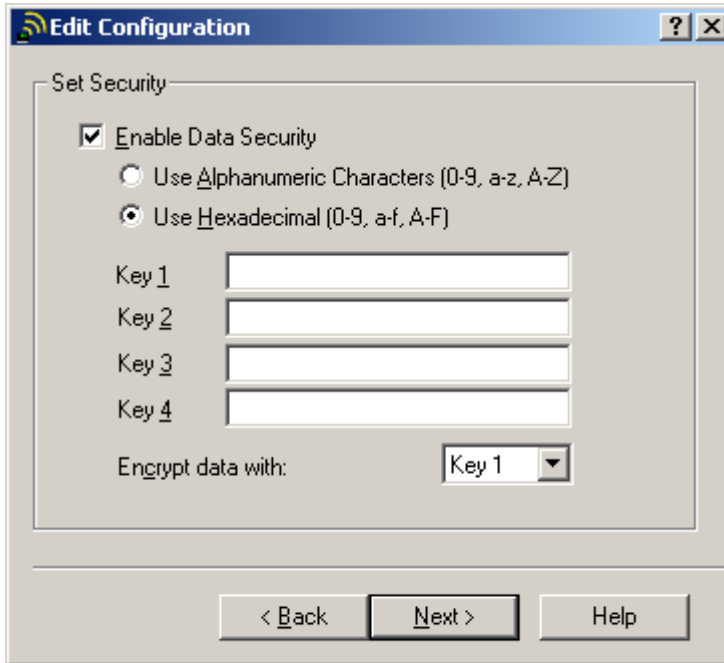 Edit Configuration
Set Security
Enable Data Security
Use Alphanumeric Characters (0-9, a-z, A-Z)
Use Hexadecimal (0-9, a-f, A-F)
Key 1
Key 2
Key 3
Key 4
Encrypt data with: Key 1
< Back Next > Help